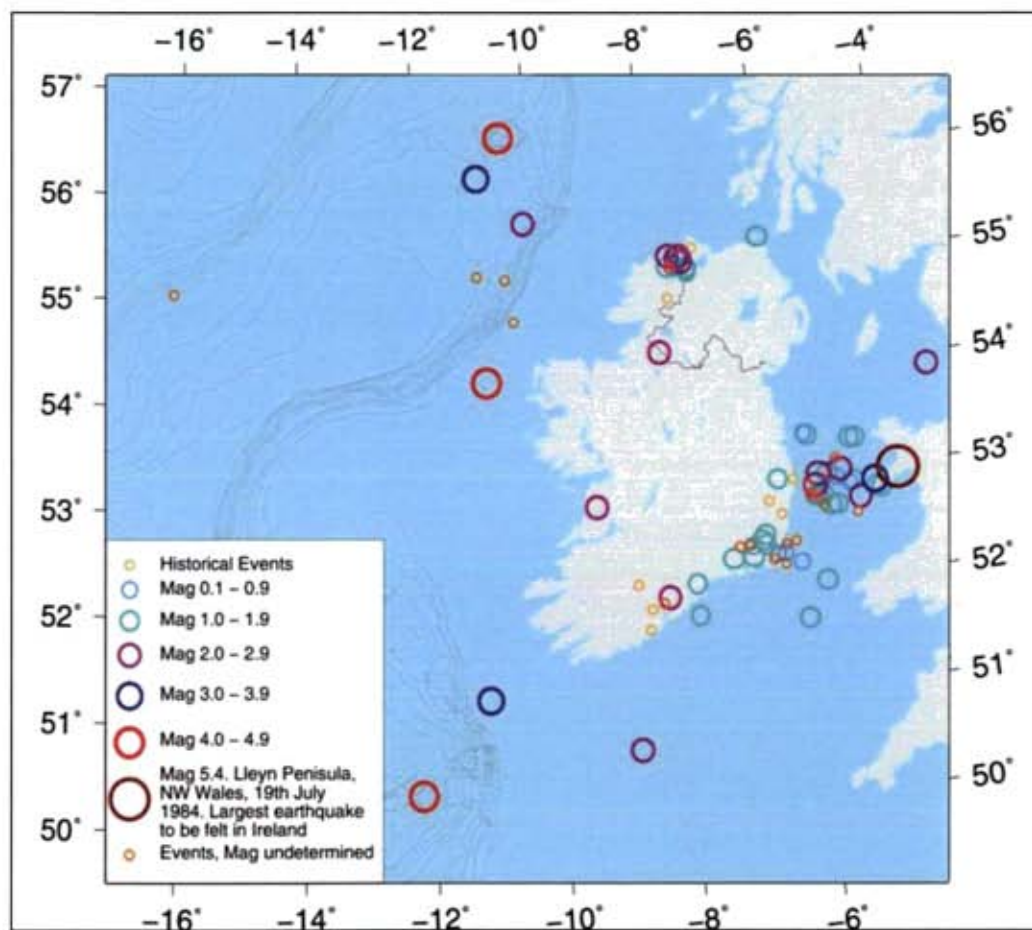 −16° −14° −12° −10° −8° −6° −4°
57°
56°
56°
55°
55°
54°
54°
53°
53°
52°
52°
51°
51°
50°
50°
Historical Events
Mag 0.1 – 0.9
Mag 1.0 – 1.9
Mag 2.0 – 2.9
Mag 3.0 – 3.9
Mag 4.0 – 4.9
Mag 5.4. Lleyn Penisula,
NW Wales, 19th July
1984. Largest earthquake
to be felt in Ireland
Events, Mag undetermined
−16° −14° −12° −10° −8° −6°